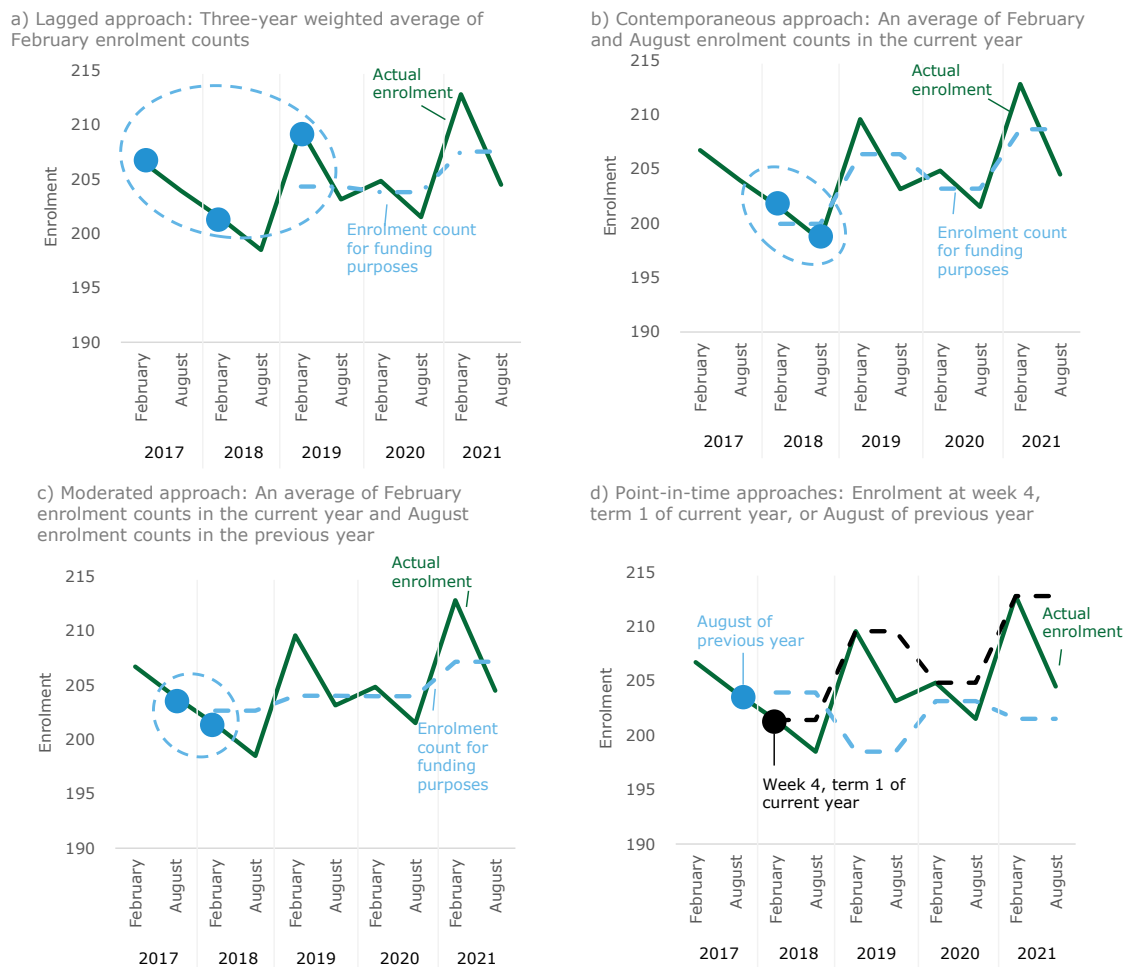 a) Lagged approach: Three-year weighted average of
February enrolment counts
215
210
205
200
195
190
Enrolment
Actual
enrolment
Enrolment count
for funding
purposes
February
August
February
August
February
August
February
August
February
August
2017
2018
2019
2020
2021
b) Contemporaneous approach: An average of February
and August enrolment counts in the current year
215
210
205
200
195
190
Enrolment
Actual
enrolment
Enrolment count
for funding
purposes
February
August
February
August
February
August
February
August
February
August
2017
2018
2019
2020
2021
c) Moderated approach: An average of February
enrolment counts in the current year and August
enrolment counts in the previous year
215
210
205
200
195
190
Enrolment
Actual
enrolment
Enrolment
count for
funding
purposes
February
August
February
August
February
August
February
August
February
August
2017
2018
2019
2020
2021
d) Point-in-time approaches: Enrolment at week 4,
term 1 of current year, or August of previous year
215
210
205
200
195
190
Enrolment
August of
previous year
Actual
enrolment
Week 4, term 1 of
current year
February
August
February
August
February
August
February
August
February
August
2017
2018
2019
2020
2021